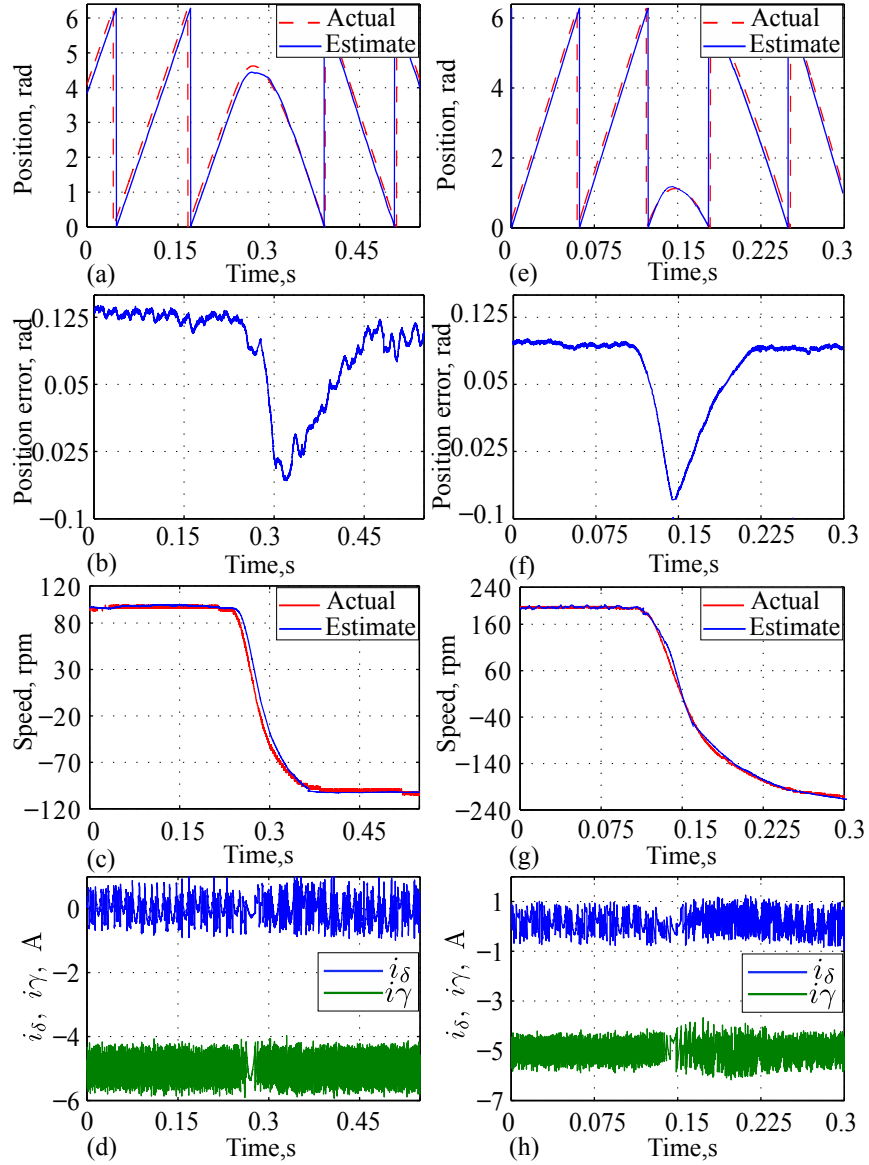 6
5
4
3
2
1
0
Position, rad
Actual
Estimate
0 0.15 0.3 0.45
Time,s
(a)
6
4
2
0
Position, rad
Actual
Estimate
0 0.075 0.15 0.225 0.3
Time,s
(e)
0.125
0.05
0.025
−0.1
Position error, rad
0 0.15 0.3 0.45
Time,s
(b)
0.125
0.05
0.025
−0.1
Position error, rad
0 0.075 0.15 0.225 0.3
Time,s
(f)
120
80
30
−20
−70
−120
Speed, rpm
Actual
Estimate
0 0.15 0.3 0.45
Time,s
(c)
240
160
60
−40
−140
−240
Speed, rpm
Actual
Estimate
0 0.075 0.15 0.225 0.3
Time,s
(g)
0
−2
−4
−6
iδ, iγ, A
iδ
iγ
0 0.15 0.3 0.45
Time,s
(d)
1
−1
−3
−5
−7
iδ, iγ, A
iδ
iγ
0 0.075 0.15 0.225 0.3
Time,s
(h)